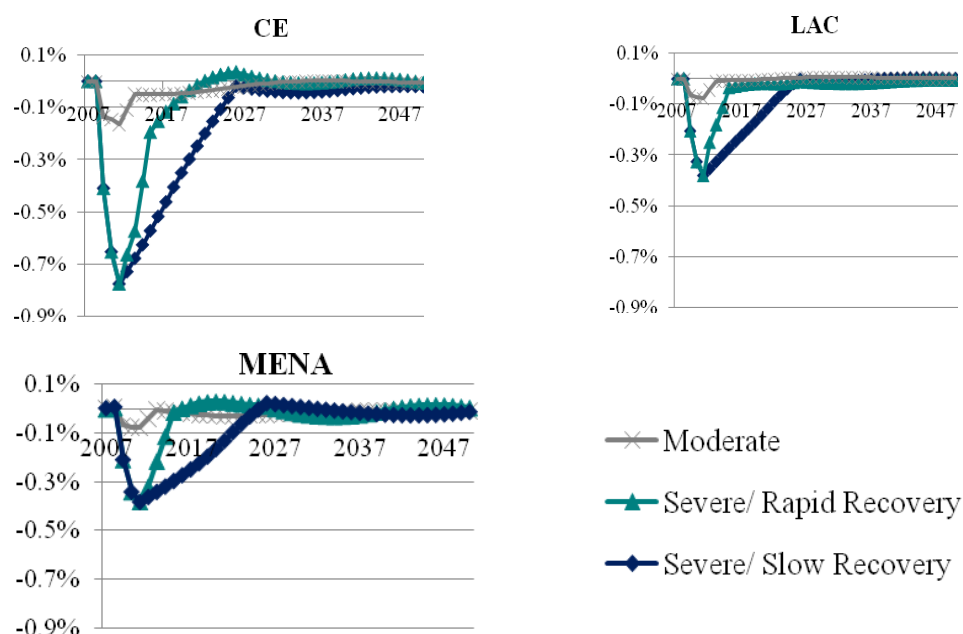 CE
0.1%
-0.1%
-0.3%
-0.5%
-0.7%
-0.9%
2007 2017 2027 2037 2047
LAC
0.1%
-0.1%
-0.3%
-0.5%
-0.7%
-0.9%
2007 2017 2027 2037 2047
MENA
0.1%
-0.1%
-0.3%
-0.5%
-0.7%
-0.9%
2007 2017 2027 2037 2047
Moderate
Severe/ Rapid Recovery
Severe/ Slow Recovery